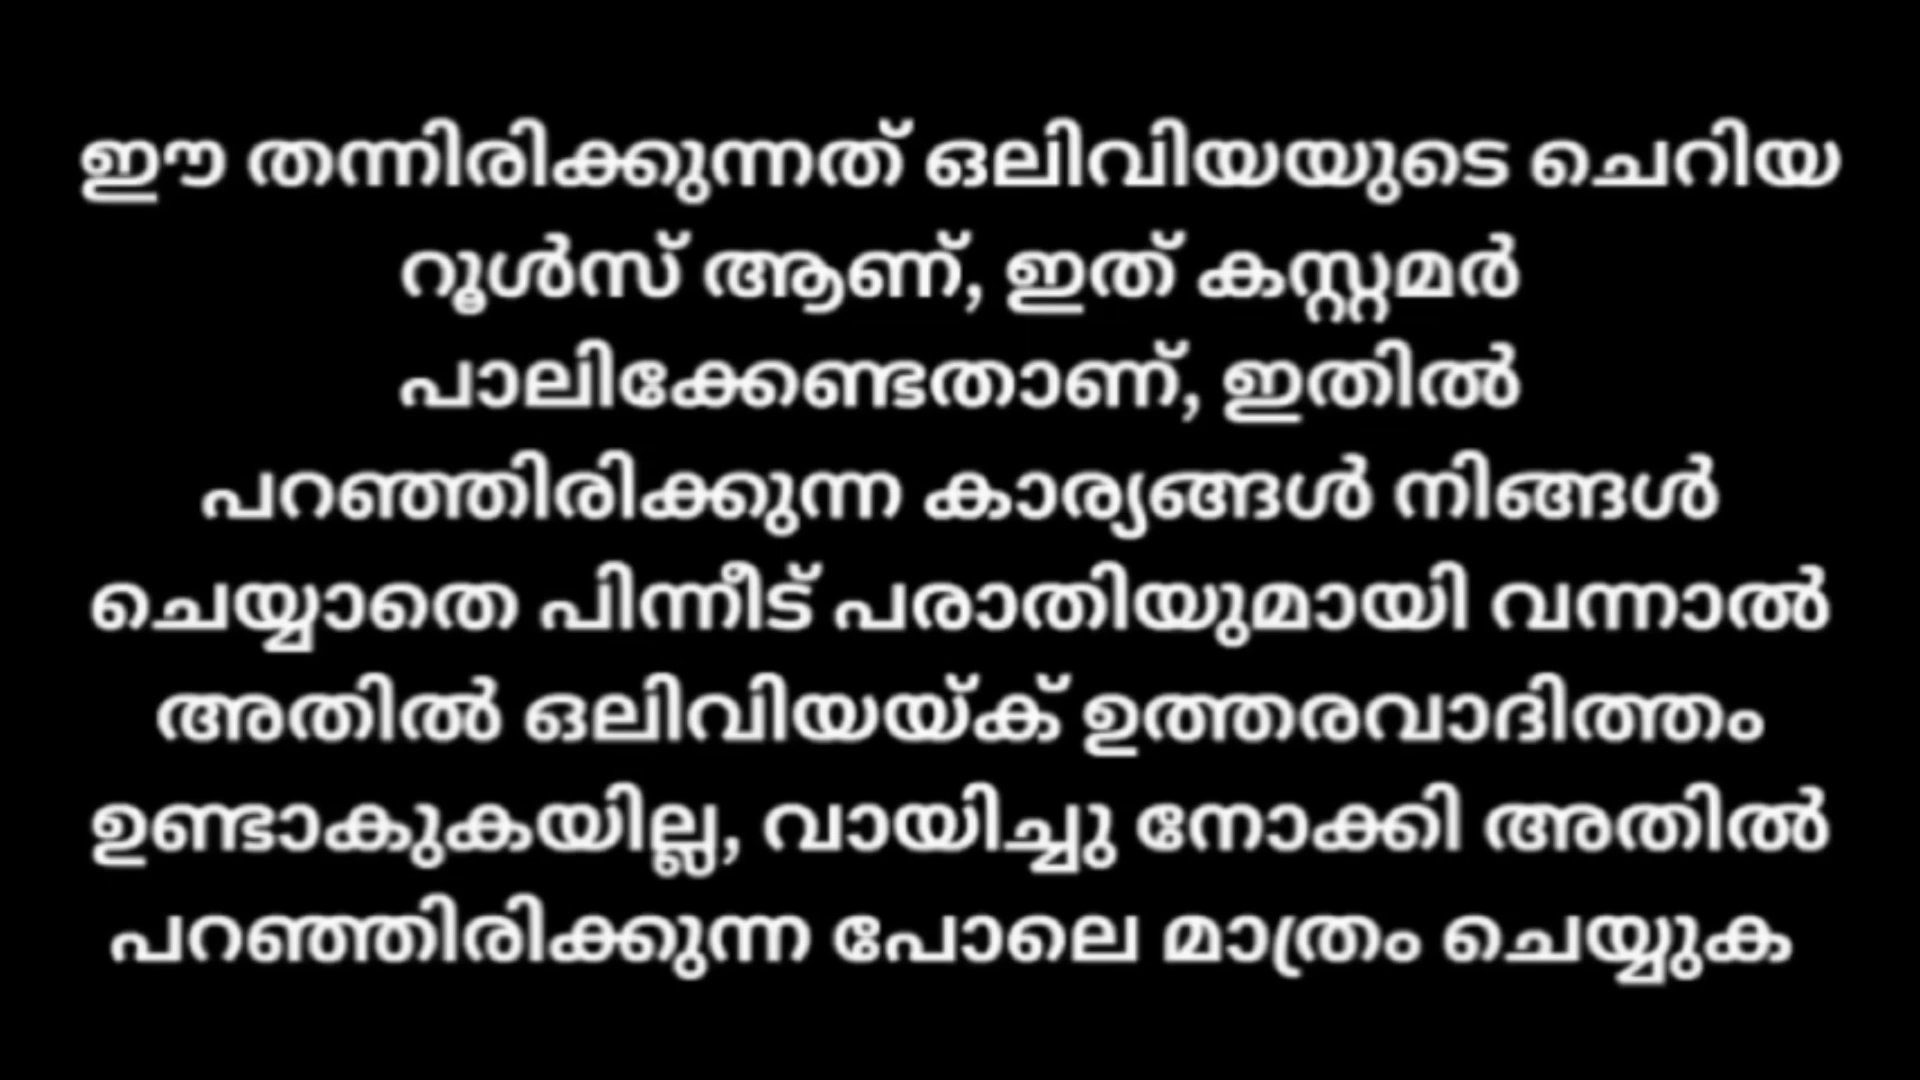 ഈ തന്നിരിക്കുന്നത് ഒലിവിയയുടെ ചെറിയ
റൂൾസ് ആണ്, ഇത് കസ്റ്റമർ
പാലിക്കേണ്ടതാണ്, ഇതിൽ
പറഞ്ഞിരിക്കുന്ന കാര്യങ്ങൾ നിങ്ങൾ
ചെയ്യാതെ പിന്നീട് പരാതിയുമായി വന്നാൽ
അതിൽ ഒലിവിയയ്ക് ഉത്തരവാദിത്തം
ഉണ്ടാകുകയില്ല, വായിച്ചു നോക്കി അതിൽ
പറഞ്ഞിരിക്കുന്ന പോലെ മാത്രം ചെയ്യുക